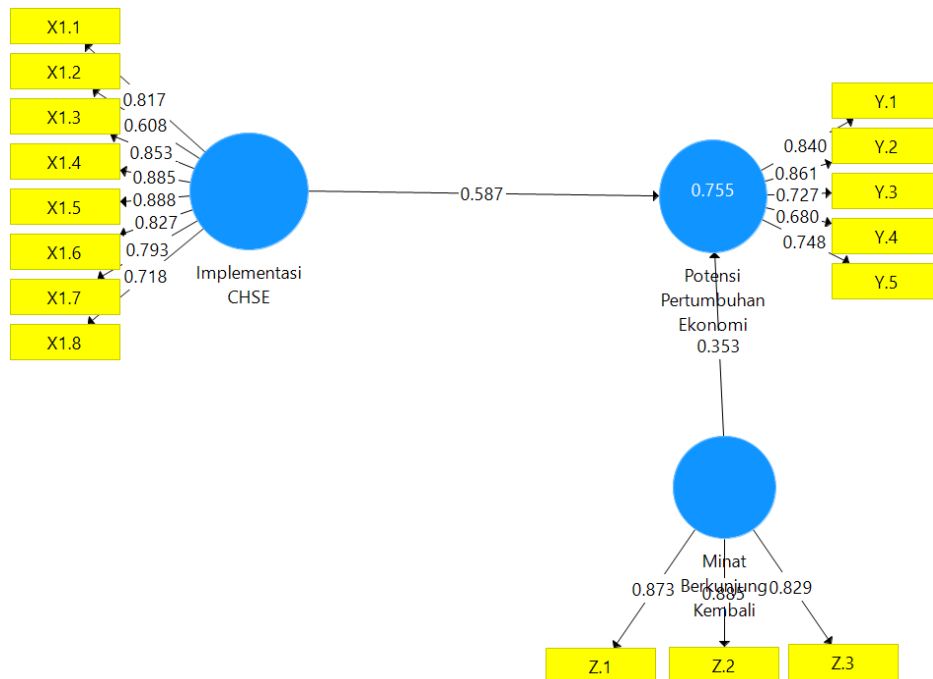 X1.1
X1.2
X1.3
X1.4
X1.5
X1.6
X1.7
X1.8
0.817
0.608
0.853
0.885
0.888
0.827
0.793
0.718
Implementasi
CHSE
0.587
0.755
Potensi
Pertumbuhan
Ekonomi
0.840
0.861
0.727
0.680
0.748
Y.1
Y.2
Y.3
Y.4
Y.5
0.353
Minat
Berkunjung
Kembali
0.873
0.885
0.829
Z.1
Z.2
Z.3